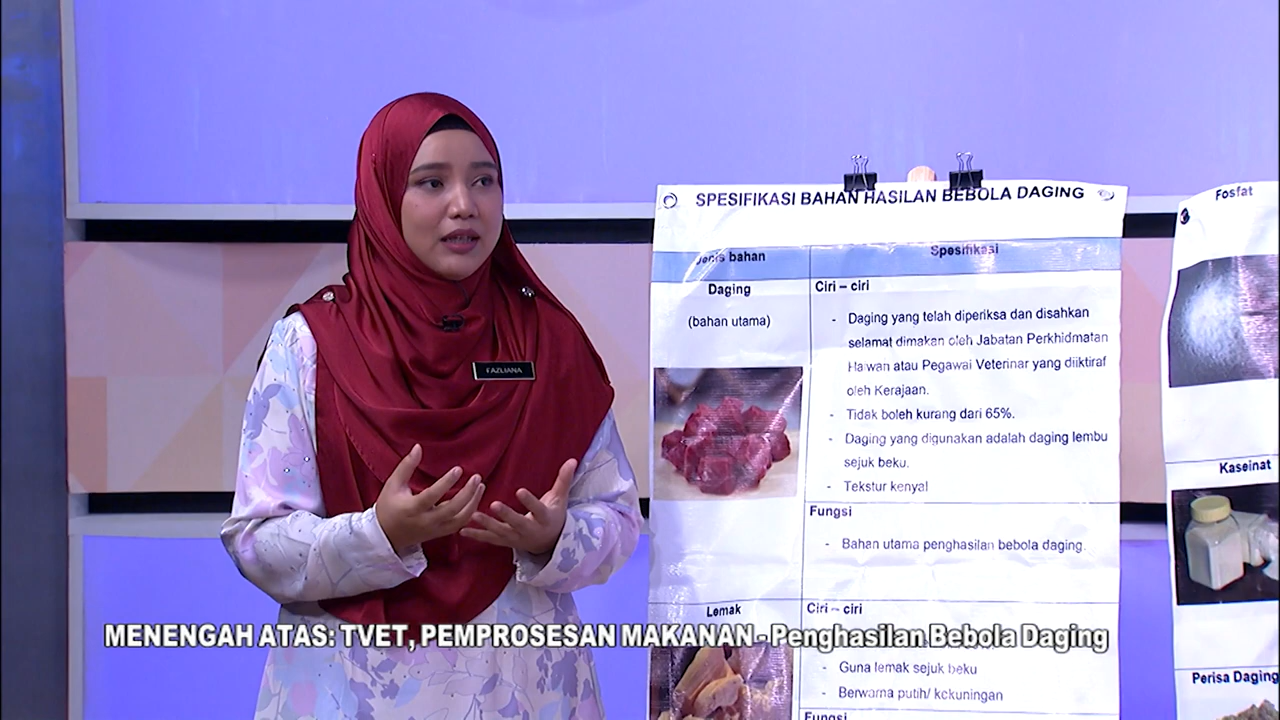 SPESIFIKASI BAHAN HASILAN BEBOLA DAGING
Jenis bahan
Spesifikasi
Daging
(bahan utama)
Ciri – ciri
- Daging yang telah diperiksa dan disahkan
selamat dimakan oleh Jabatan Perkhidmatan
Haiwan atau Pegawai Veterinar yang diiktiraf
oleh Kerajaan.
- Tidak boleh kurang dari 65%.
- Daging yang digunakan adalah daging lembu
sejuk beku.
- Tekstur kenyal
Fungsi
- Bahan utama penghasilan bebola daging.
Lemak
Ciri – ciri
- Guna lemak sejuk beku
- Berwarna putih/ kekuningan
Fungsi
Fosfat
Kaseinat
Perisa Daging
FAZLIANA
MENENGAH ATAS: TVET, PEMPROSESAN MAKANAN - Penghasilan Bebola Daging